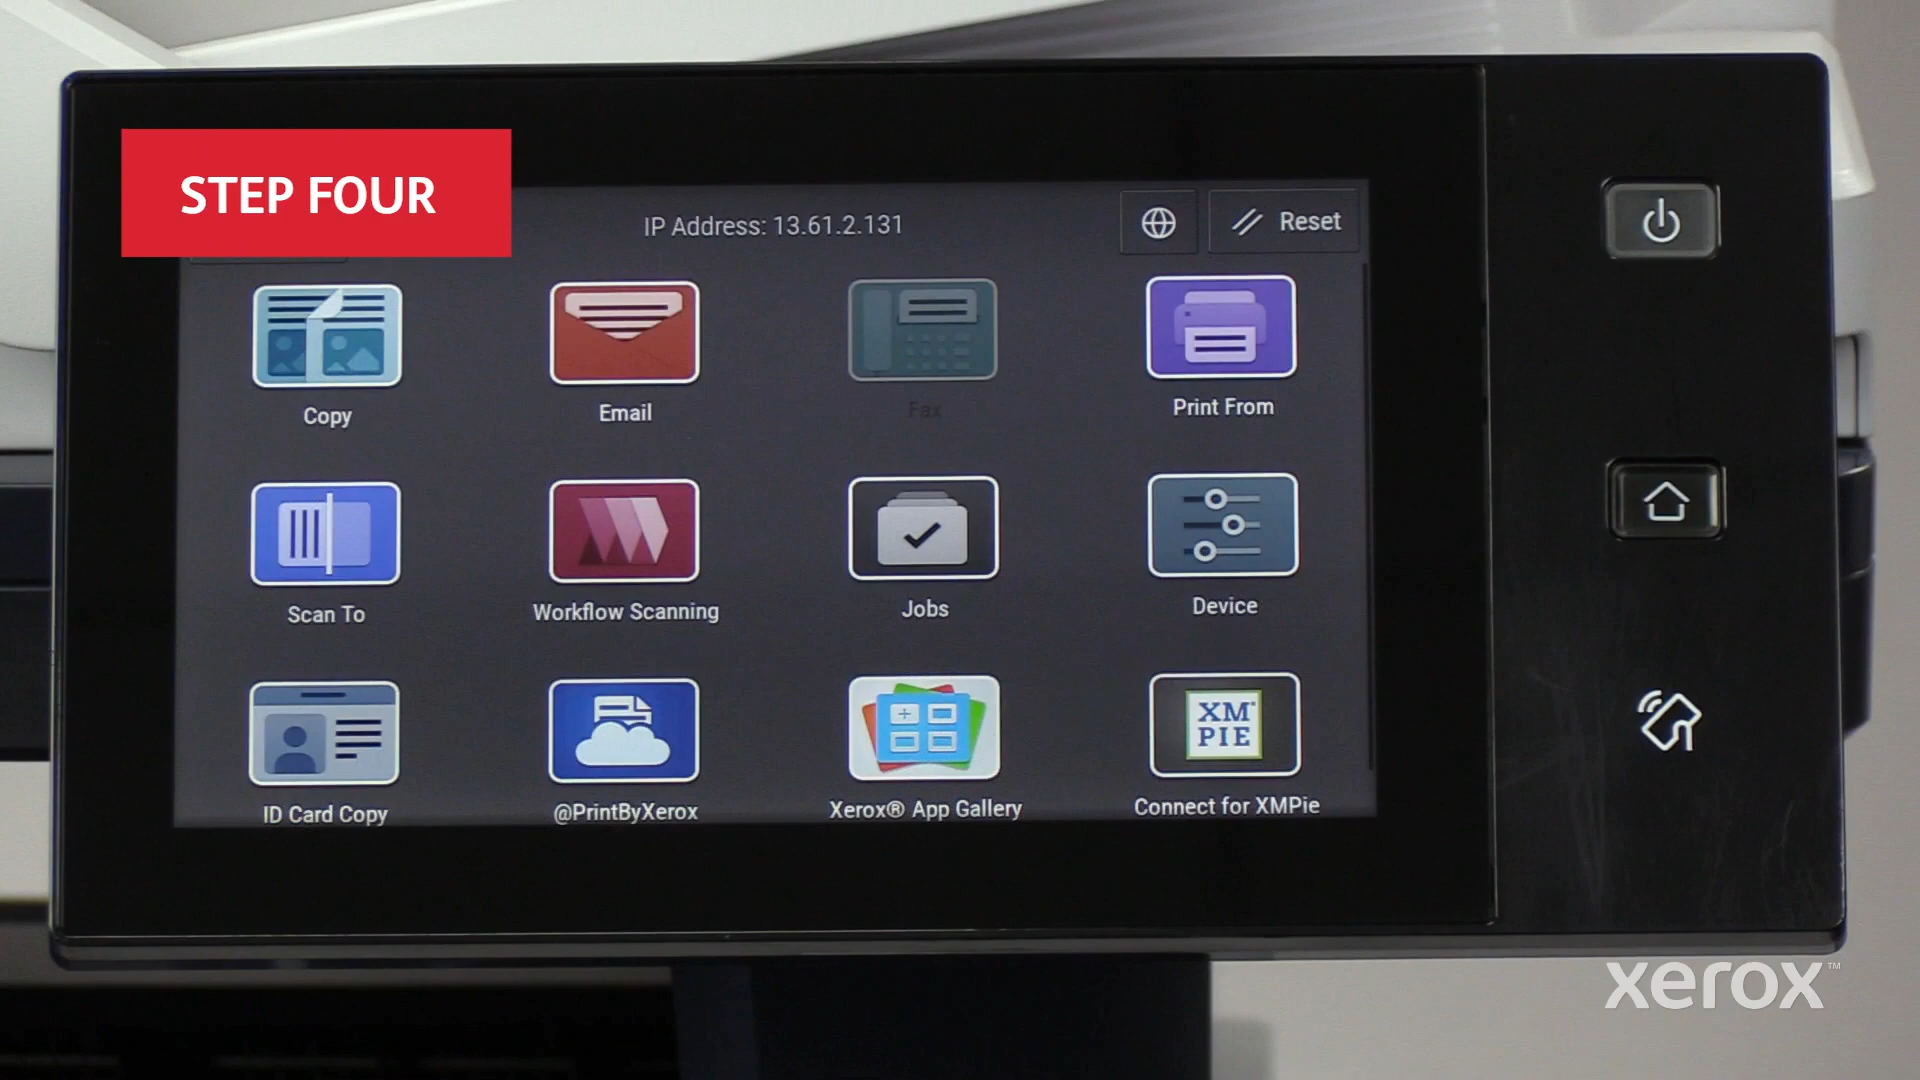 STEP FOUR
IP Address: 13.61.2.131
Reset
Copy
Email
Fax
Print From
Scan To
Workflow Scanning
Jobs
Device
XM
PIE
ID Card Copy
@PrintByXerox
Xerox® App Gallery
Connect for XMPie
xerox™